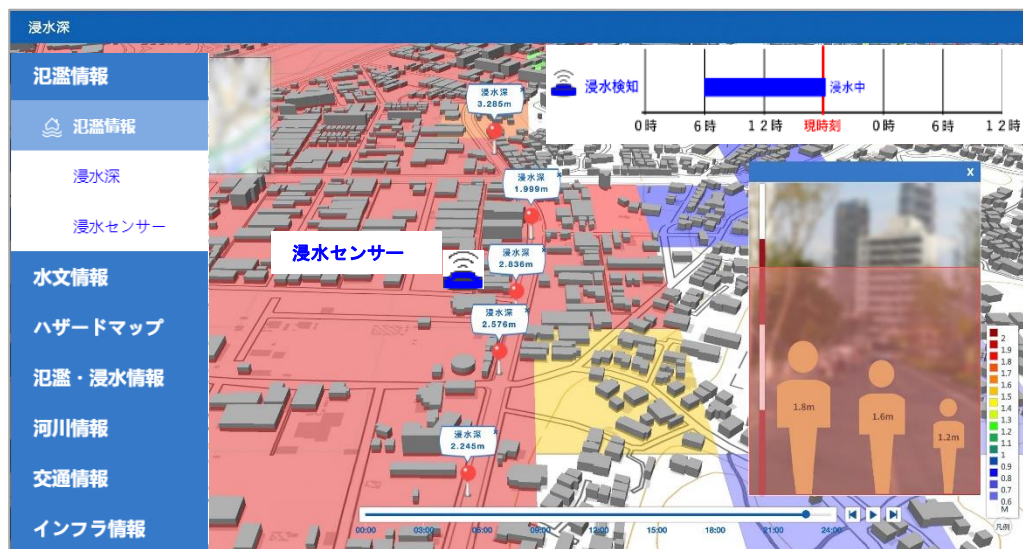 浸水深
氾濫情報
氾濫情報
浸水深
浸水センサー
水文情報
ハザードマップ
氾濫・浸水情報
河川情報
交通情報
インフラ情報
浸水検知
浸水中
0時
6時
12時
現時刻
0時
6時
12時
浸水深
3.285m
浸水深
1.999m
浸水センサー
浸水深
2.836m
浸水深
2.576m
浸水深
2.245m
x
1.8m
1.6m
1.2m
2
1.9
1.8
1.7
1.6
1.5
1.4
1.3
1.2
1.1
1
0.9
0.8
0.7
0.6
M
凡例
00:00
03:00
06:00
09:00
12:00
15:00
18:00
21:00
24:00